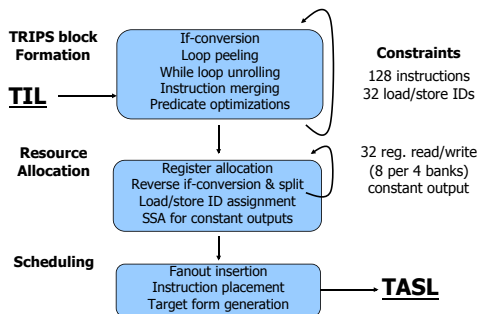 TRIPS block
Formation
If-conversion
Loop peeling
While loop unrolling
Instruction merging
Predicate optimizations
Constraints
128 instructions
32 load/store IDs
TIL
Resource
Allocation
Register allocation
Reverse if-conversion & split
Load/store ID assignment
SSA for constant outputs
32 reg. read/write
(8 per 4 banks)
constant output
Scheduling
Fanout insertion
Instruction placement
Target form generation
TASL